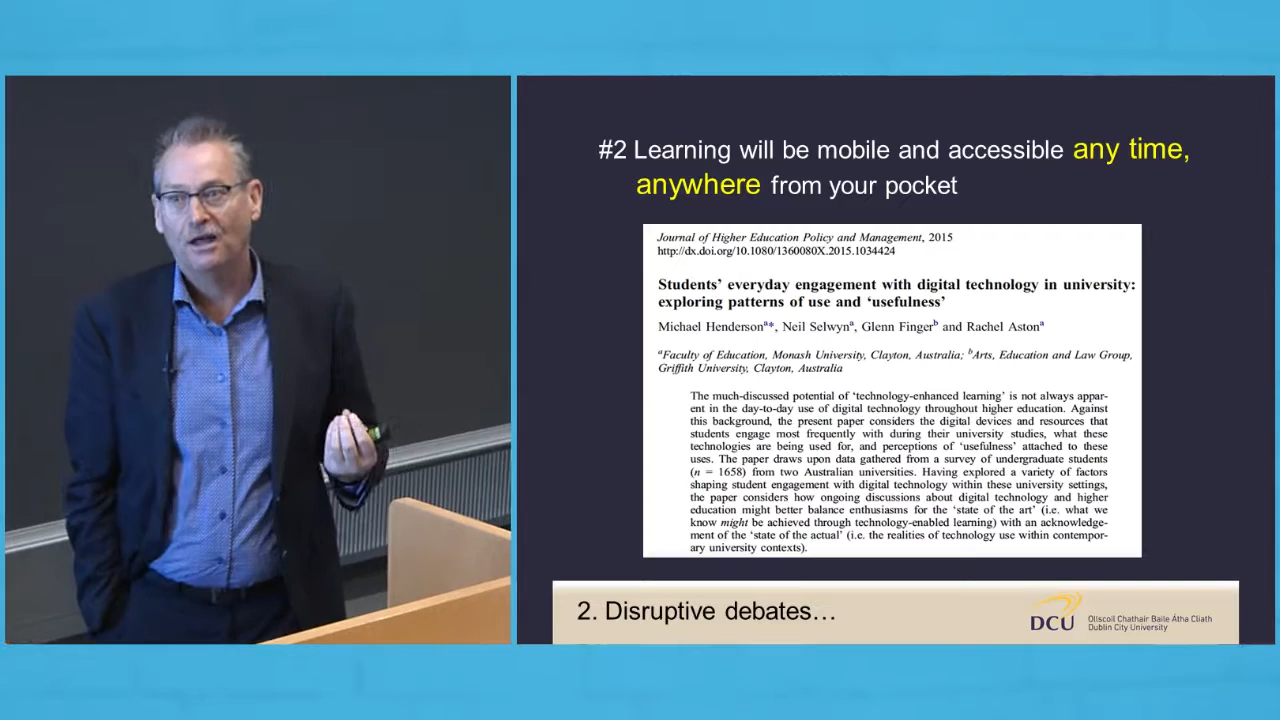 #2 Learning will be mobile and accessible any time,
anywhere from your pocket
Journal of Higher Education Policy and Management, 2015
http://dx.doi.org/10.1080/1360080X.2015.1034424
Students’ everyday engagement with digital technology in university:
exploring patterns of use and ‘usefulness’
Michael Hendersona*, Neil Selwyna, Glenn Fingerb and Rachel Astona
aFaculty of Education, Monash University, Clayton, Australia; bArts, Education and Law Group,
Griffith University, Clayton, Australia
The much-discussed potential of ‘technology-enhanced learning’ is not always appar-
ent in the day-to-day use of digital technology throughout higher education. Against
this background, the present paper considers the digital devices and resources that
students engage most frequently with during their university studies, what these
technologies are being used for, and perceptions of ‘usefulness’ attached to these
uses. The paper draws upon data gathered from a survey of undergraduate students
(n = 1658) from two Australian universities. Having explored a variety of factors
shaping student engagement with digital technology within these university settings,
the paper considers how ongoing discussions about digital technology and higher
education might better balance enthusiasms for the ‘state of the art’ (i.e. what we
know might be achieved through technology-enabled learning) with an acknowledge-
ment of the ‘state of the actual’ (i.e. the realities of technology use within contempor-
ary university contexts).
2. Disruptive debates…
DCU
Ollscoil Chathair Baile Átha Cliath
Dublin City University